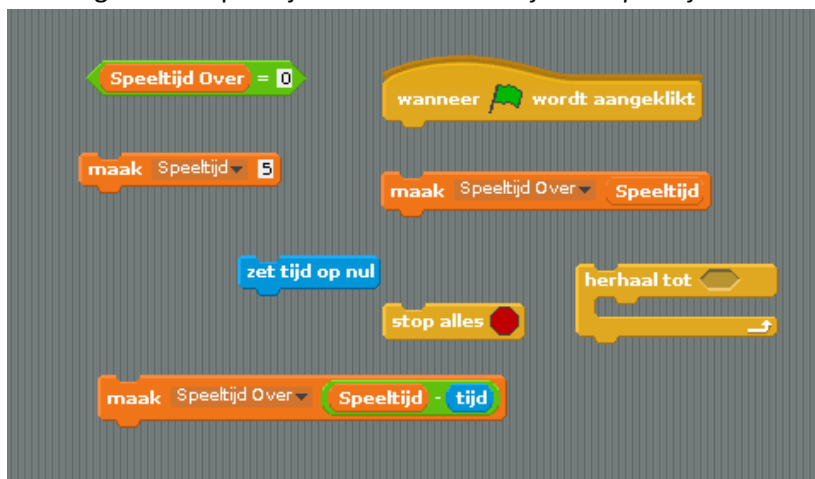 Speeltijd Over = 0
wanneer wordt aangeklikt
maak Speeltijd 5
maak Speeltijd Over Speeltijd
zet tijd op nul
herhaal tot
stop alles
maak Speeltijd Over Speeltijd - tijd